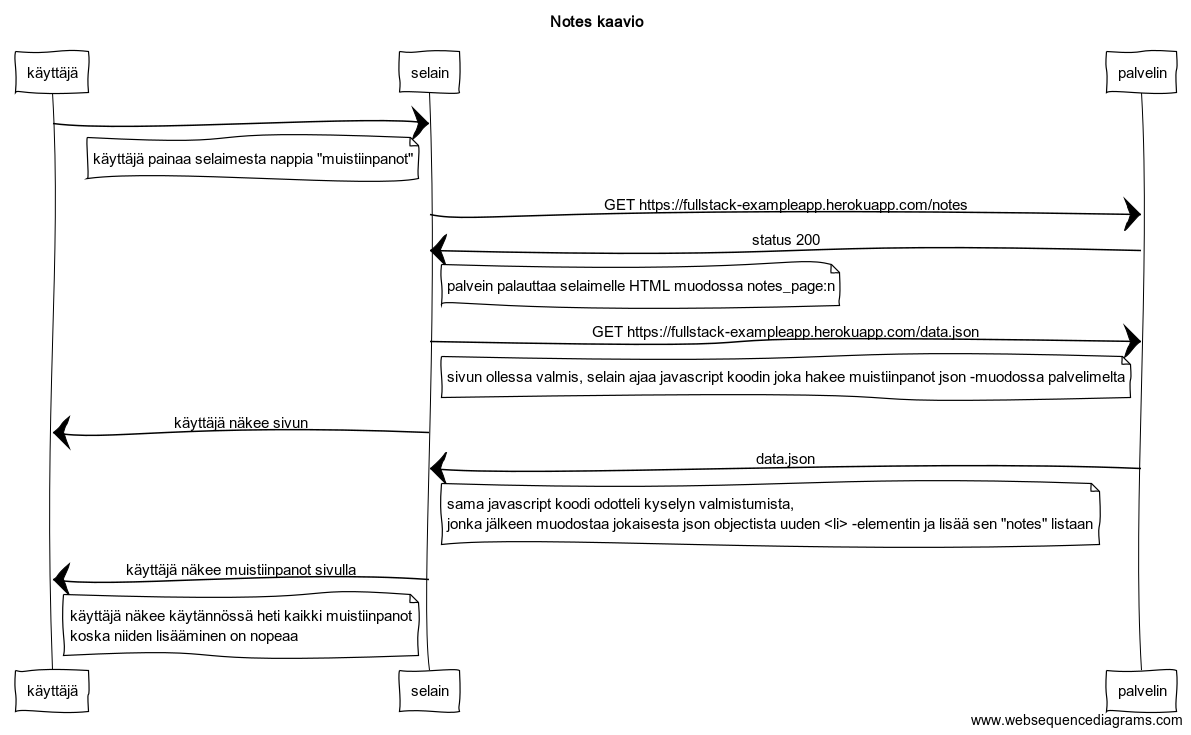 Notes kaavio
käyttäjä
selain
palvelin
käyttäjä painaa selaimesta nappia "muistiinpanot"
GET https://fullstack-exampleapp.herokuapp.com/notes
status 200
palvein palauttaa selaimelle HTML muodossa notes_page:n
GET https://fullstack-exampleapp.herokuapp.com/data.json
sivun ollessa valmis, selain ajaa javascript koodin joka hakee muistiinpanot json -muodossa palvelimelta
käyttäjä näkee sivun
data.json
sama javascript koodi odotteli kyselyn valmistumista,
jonka jälkeen muodostaa jokaisesta json objectista uuden <li> -elementin ja lisää sen "notes" listaan
käyttäjä näkee muistiinpanot sivulla
käyttäjä näkee käytännössä heti kaikki muistiinpanot
koska niiden lisääminen on nopeaa
käyttäjä
selain
palvelin
www.websequencediagrams.com